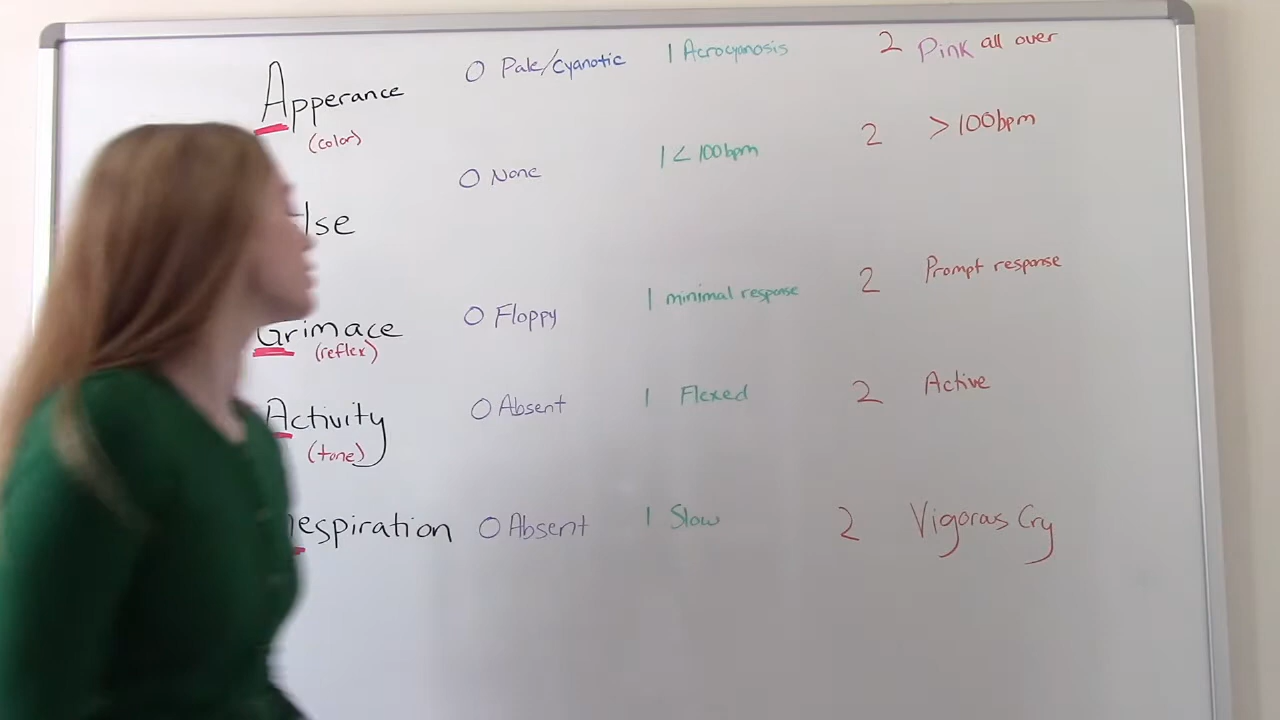 Apperance 0 Pale/Cyanotic 1 Acrocyanosis 2 Pink all over
(color)
lse 0 None 1 < 100bpm 2 > 100bpm
Grimace 0 Floppy 1 minimal response 2 Prompt response
(reflex)
Activity 0 Absent 1 Flexed 2 Active
(tone)
espiration 0 Absent 1 Slow 2 Vigorous Cry